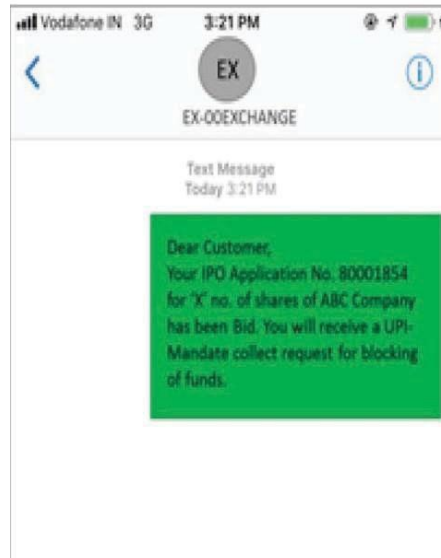 Vodafone IN 3G 3:21 PM
EX
EX-00EXCHANGE
Text Message
Today 3:21 PM
Dear Customer,
Your IPO Application No. 80001854
for 'X' no. of shares of ABC Company
has been Bid. You will receive a UPI-
Mandate collect request for blocking
of funds.